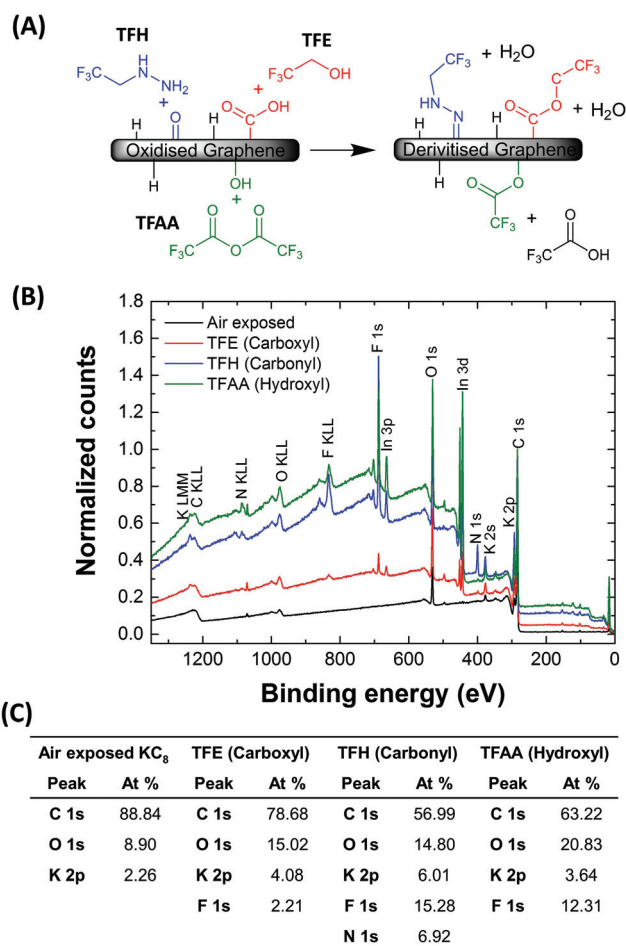 (A)
TFH
TFE
F₃C
H
N
NH₂
+
O
H
H
+
F₃C
OH
O
C
OH
Oxidised Graphene
H
OH
+
TFAA
O
O
F₃C
O
CF₃
CF₃
+ H₂O
HN
N
H
H
CF₃
O
O
C
+ H₂O
Derivitised Graphene
O
O
CF₃
+
O
F₃C
OH
(B)
Normalized counts
1.8
1.6
1.4
1.2
1.0
0.8
0.6
0.4
0.2
0.0
Air exposed
TFE (Carboxyl)
TFH (Carbonyl)
TFAA (Hydroxyl)
K LMM
C KLL
N KLL
O KLL
F KLL
F 1s
In 3p
O 1s
In 3d
N 1s
K 2s
K 2p
C 1s
1200 1000 800 600 400 200 0
Binding energy (eV)
(C)
Air exposed KC₈ TFE (Carboxyl) TFH (Carbonyl) TFAA (Hydroxyl)
Peak At % Peak At % Peak At % Peak At %
C 1s 88.84 C 1s 78.68 C 1s 56.99 C 1s 63.22
O 1s 8.90 O 1s 15.02 O 1s 14.80 O 1s 20.83
K 2p 2.26 K 2p 4.08 K 2p 6.01 K 2p 3.64
F 1s 2.21 F 1s 15.28 F 1s 12.31
N 1s 6.92